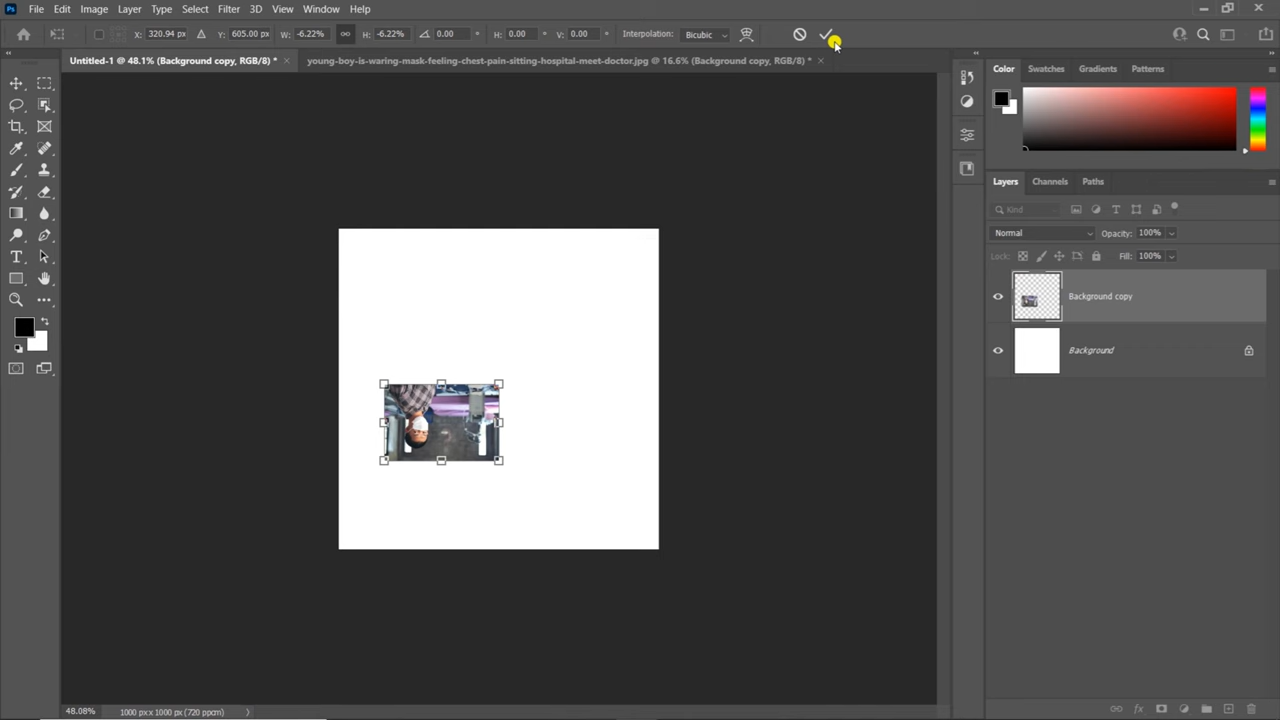 Ps File Edit Image Layer Type Select Filter 3D View Window Help
X: 320.94 px Y: 605.00 px W: -6.22% H: -6.22% 0.00 ° H: 0.00 ° V: 0.00 ° Interpolation: Bicubic
Untitled-1 @ 48.1% (Background copy, RGB/8) * × young-boy-is-waring-mask-feeling-chest-pain-sitting-hospital-meet-doctor.jpg @ 16.6% (Background copy, RGB/8) * ×
Color Swatches Gradients Patterns
Layers Channels Paths
Kind
Normal Opacity: 100%
Lock: Fill: 100%
Background copy
Background
48.08% 1000 px x 1000 px (720 ppcm)